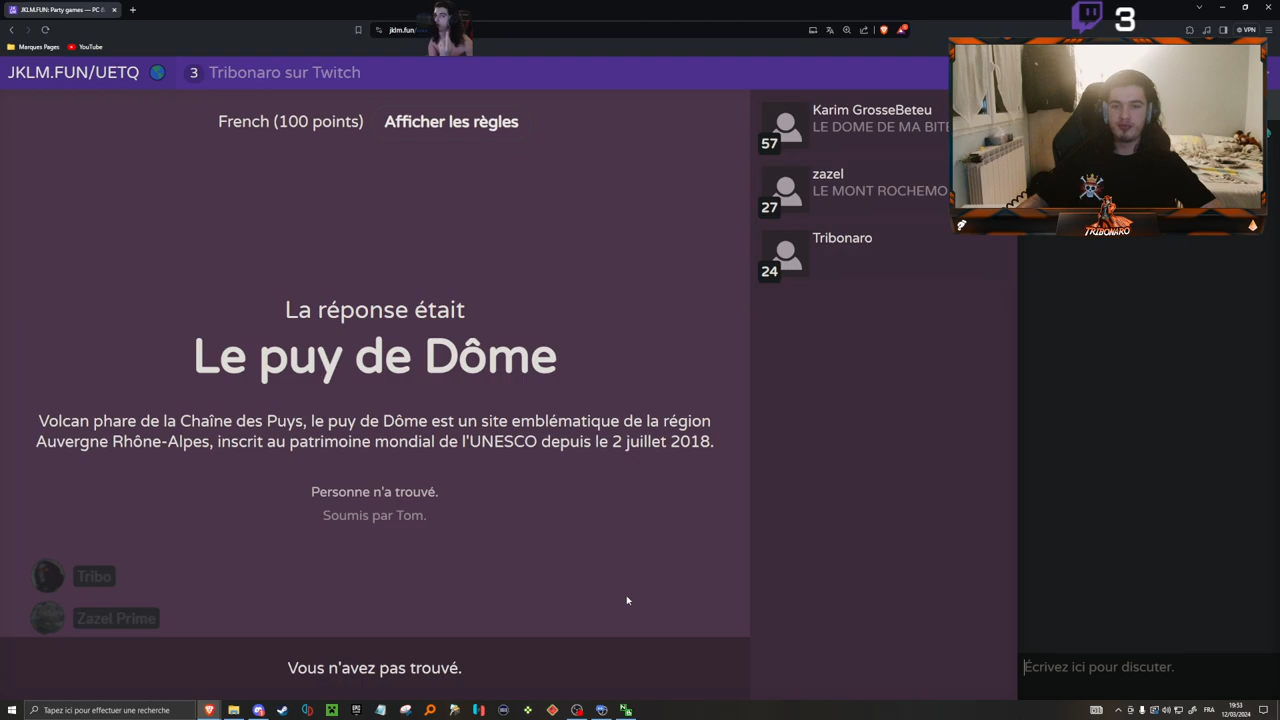 JKLM.FUN: Party games — PC &
3
Marques Pages
YouTube
jklm.fun/
VPN
JKLM.FUN/UETQ
3 Tribonaro sur Twitch
French (100 points)
Afficher les règles
Karim GrosseBeteu
LE DOME DE MA BITE
57
zazel
LE MONT ROCHEMO
27
Tribonaro
24
TRIBONARO
La réponse était
Le puy de Dôme
Volcan phare de la Chaîne des Puys, le puy de Dôme est un site emblématique de la région
Auvergne Rhône-Alpes, inscrit au patrimoine mondial de l'UNESCO depuis le 2 juillet 2018.
Personne n'a trouvé.
Soumis par Tom.
Tribo
Zazel Prime
Vous n'avez pas trouvé.
Écrivez ici pour discuter.
Tapez ici pour effectuer une recherche
FRA
19:53
12/03/2024